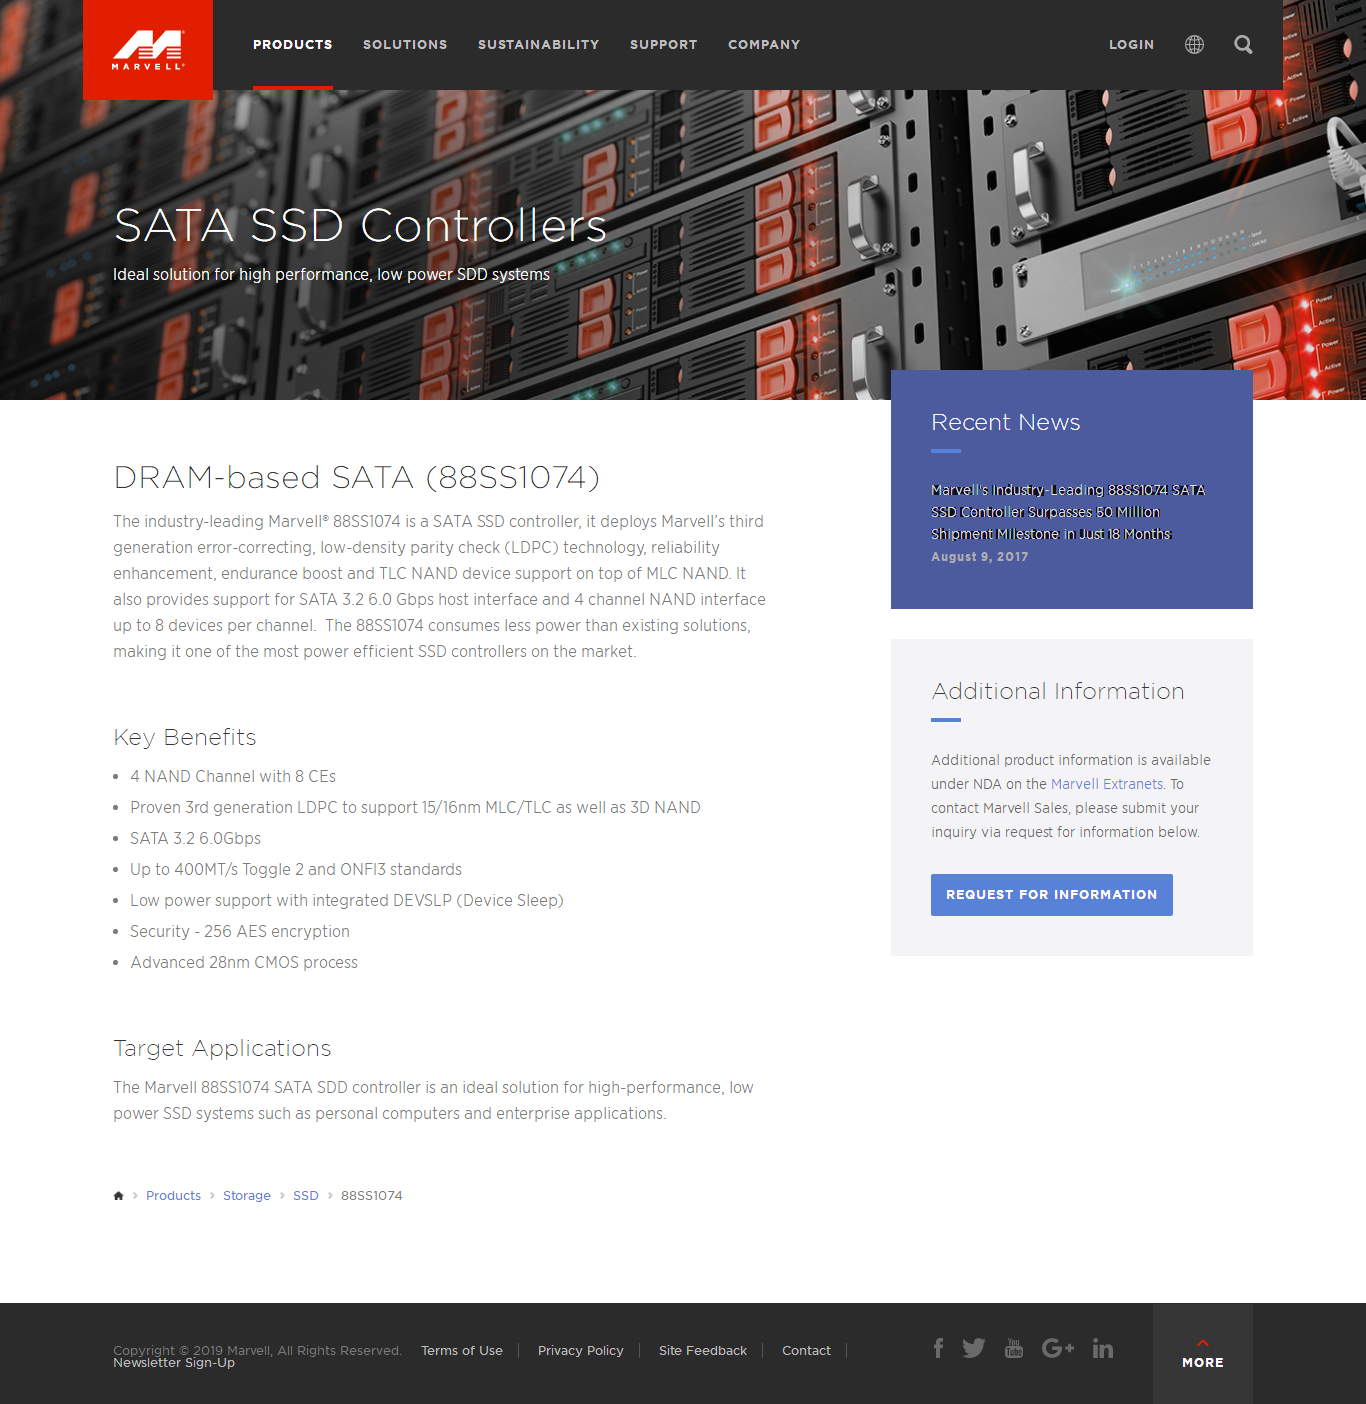 MARVELL
PRODUCTS
SOLUTIONS
SUSTAINABILITY
SUPPORT
COMPANY
LOGIN
SATA SSD Controllers
Ideal solution for high performance, low power SDD systems
Power
Active
Power
Active
Power
Recent News
Marvell's Industry-Leading 88SS1074 SATA
SSD Controller Surpasses 50 Million
Shipment Milestone in Just 18 Months
August 9, 2017
DRAM-based SATA (88SS1074)
The industry-leading Marvell® 88SS1074 is a SATA SSD controller, it deploys Marvell’s third
generation error-correcting, low-density parity check (LDPC) technology, reliability
enhancement, endurance boost and TLC NAND device support on top of MLC NAND. It
also provides support for SATA 3.2 6.0 Gbps host interface and 4 channel NAND interface
up to 8 devices per channel.  The 88SS1074 consumes less power than existing solutions,
making it one of the most power efficient SSD controllers on the market.
Key Benefits
• 4 NAND Channel with 8 CEs
• Proven 3rd generation LDPC to support 15/16nm MLC/TLC as well as 3D NAND
• SATA 3.2 6.0Gbps
• Up to 400MT/s Toggle 2 and ONFI3 standards
• Low power support with integrated DEVSLP (Device Sleep)
• Security - 256 AES encryption
• Advanced 28nm CMOS process
Additional Information
Additional product information is available
under NDA on the Marvell Extranets. To
contact Marvell Sales, please submit your
inquiry via request for information below.
REQUEST FOR INFORMATION
Target Applications
The Marvell 88SS1074 SATA SDD controller is an ideal solution for high-performance, low
power SSD systems such as personal computers and enterprise applications.
Products > Storage > SSD > 88SS1074
Copyright © 2019 Marvell, All Rights Reserved.
Terms of Use
Privacy Policy
Site Feedback
Contact
Newsletter Sign-Up
You Tube
G+
in
MORE